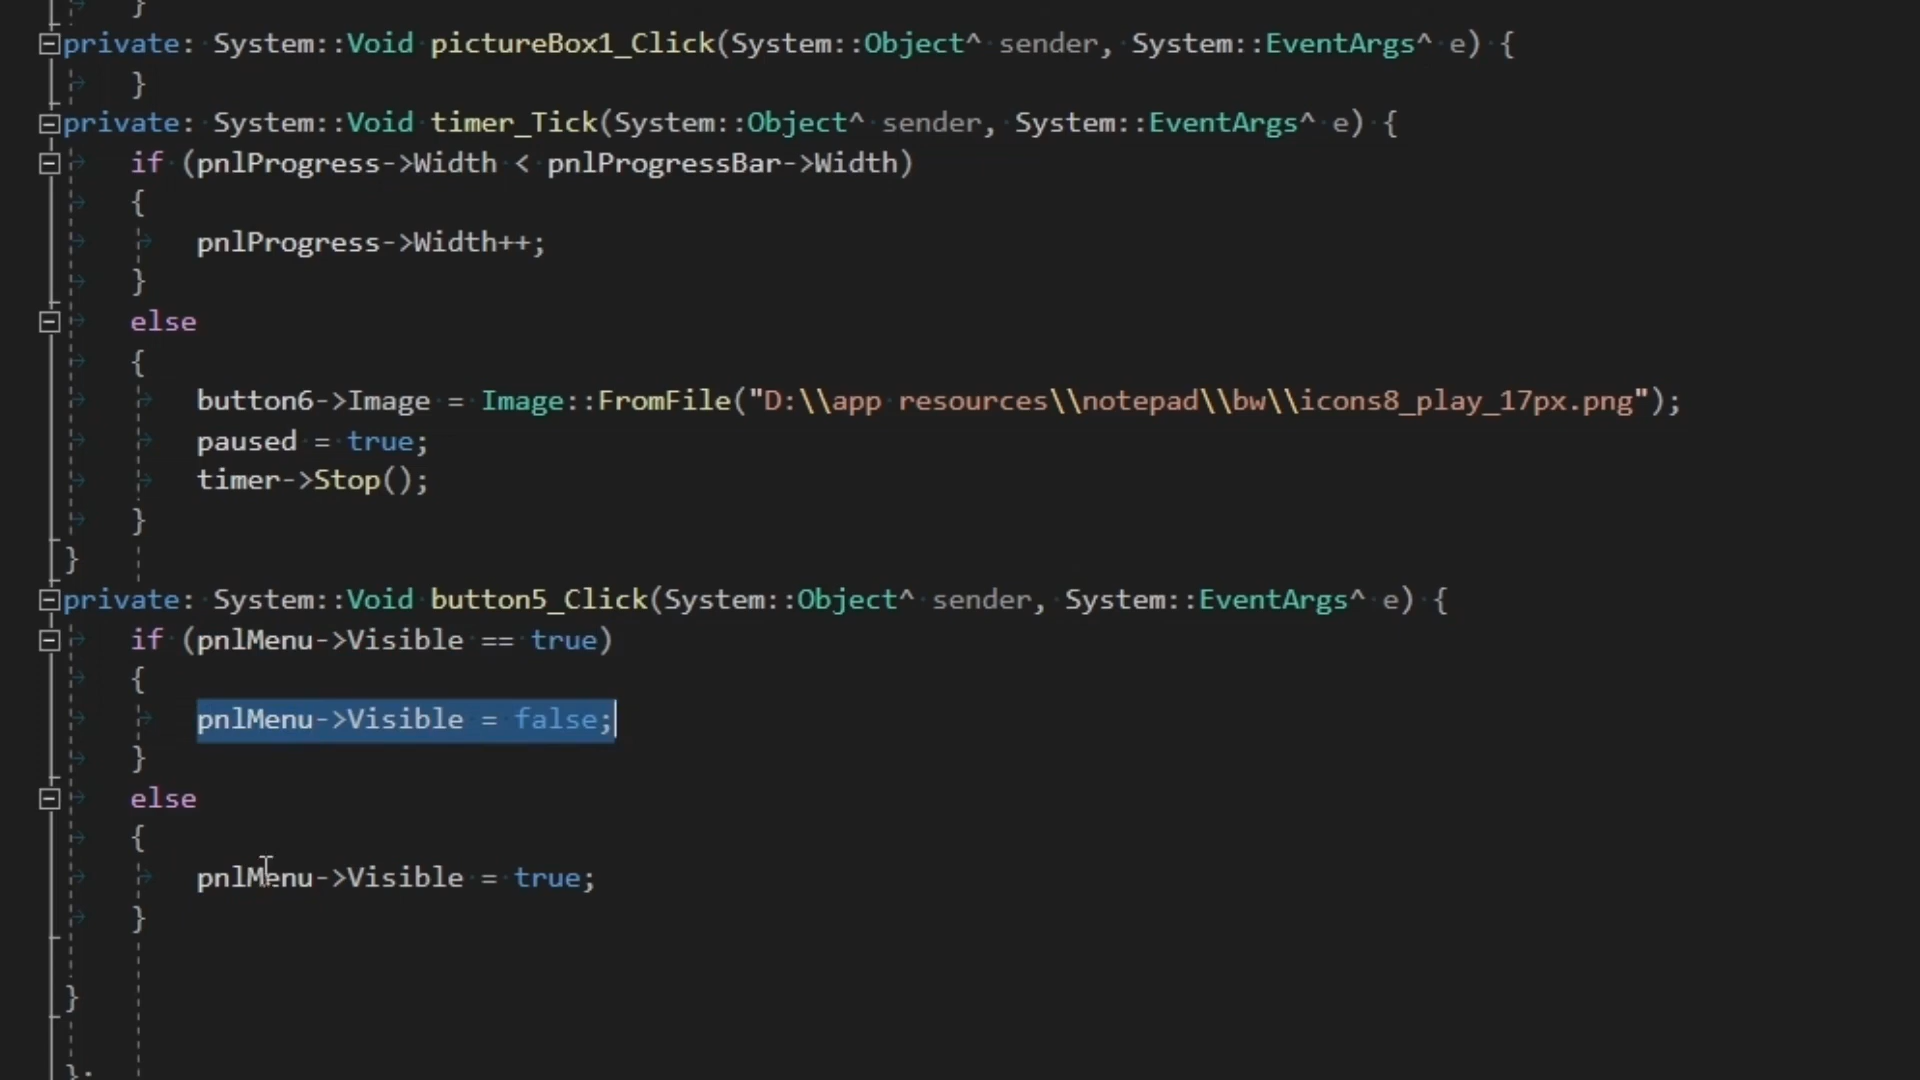 }
private: System::Void pictureBox1_Click(System::Object^ sender, System::EventArgs^ e) {
}
private: System::Void timer_Tick(System::Object^ sender, System::EventArgs^ e) {
if (pnlProgress->Width < pnlProgressBar->Width)
{
pnlProgress->Width++;
}
else
{
button6->Image = Image::FromFile("D:\\app resources\\notepad\\bw\\icons8_play_17px.png");
paused = true;
timer->Stop();
}
}
private: System::Void button5_Click(System::Object^ sender, System::EventArgs^ e) {
if (pnlMenu->Visible == true)
{
pnlMenu->Visible = false;
}
else
{
pnlMenu->Visible = true;
}
}
};